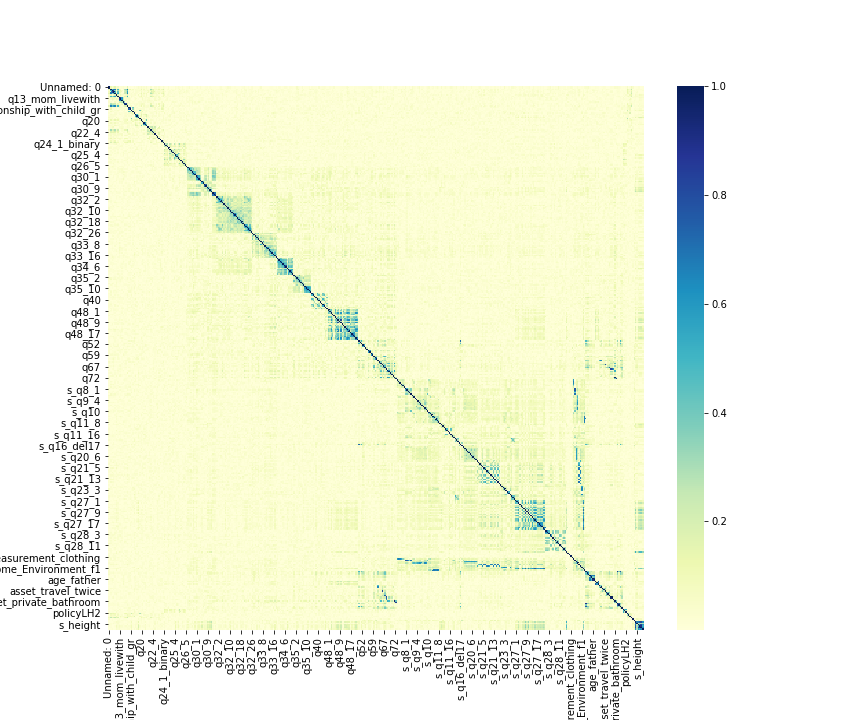 Unnamed: 0
q13_mom_livewith
onship_with_child_gr
q20
q22_4
q24_1_binary
q25_4
q26_5
q30_1
q30_9
q32_2
q32_10
q32_18
q32_26
q33_8
q33_16
q34_6
q35_2
q35_10
q40
q48_1
q48_9
q48_17
q52
q59
q67
q72
s_q8_1
s_q9_4
s_q10
s_q11_8
s_q11_16
s_q16_del17
s_q20_6
s_q21_5
s_q21_13
s_q23_3
s_q27_1
s_q27_9
s_q27_17
s_q28_3
s_q28_11
easurement_clothing
ome_Environment_f1
age_father
asset_travel_twice
et_private_bathroom
policyLH2
s_height
1.0
0.8
0.6
0.4
0.2
Unnamed: 0
3_mom_livewith
ip_with_child_gr
q20
q22_4
q24_1_binary
q25_4
q26_5
q30_1
q30_9
q32_2
q32_10
q32_18
q32_26
q33_8
q33_16
q34_6
q35_2
q35_10
q40
q48_1
q48_9
q48_17
q52
q59
q67
q72
s_q8_1
s_q9_4
s_q10
s_q11_8
s_q11_16
s_q16_del17
s_q20_6
s_q21_5
s_q21_13
s_q23_3
s_q27_1
s_q27_9
s_q27_17
s_q28_3
s_q28_11
rement_clothing
Environment_f1
age_father
set_travel_twice
rivate_bathroom
policyLH2
s_height